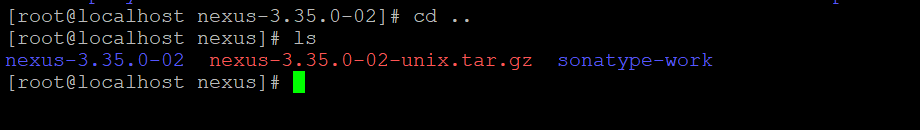 [root@localhost nexus-3.35.0-02]# cd ..
[root@localhost nexus]# ls
nexus-3.35.0-02  nexus-3.35.0-02-unix.tar.gz  sonatype-work
[root@localhost nexus]#